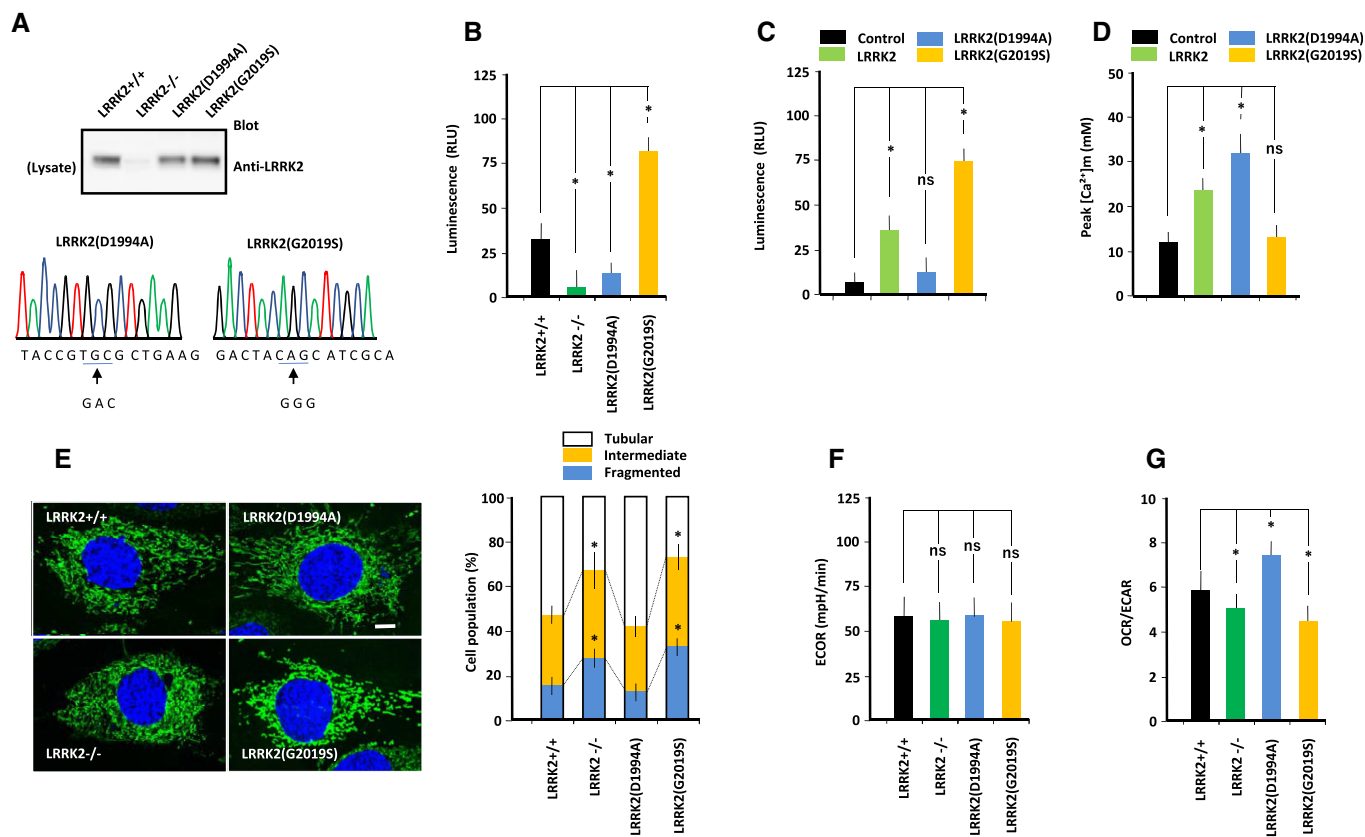 A
LRRK2+/+
LRRK2-/-
LRRK2(D1994A)
LRRK2(G2019S)
Blot
(Lysate)
Anti-LRRK2
LRRK2(D1994A)
LRRK2(G2019S)
TACCGTGCGCTGAAG
GACTACAGCATCGCA
GAC
GGG
B
Luminescence (RLU)
125
100
75
50
25
0
*
*
*
LRRK2+/+
LRRK2 -/-
LRRK2(D1994A)
LRRK2(G2019S)
C
Control
LRRK2
LRRK2(D1994A)
LRRK2(G2019S)
Luminescence (RLU)
125
100
75
50
25
0
*
ns
*
D
Control
LRRK2
LRRK2(D1994A)
LRRK2(G2019S)
Peak [Ca²⁺]m (mM)
50
40
30
20
10
0
*
*
ns
E
LRRK2+/+
LRRK2(D1994A)
LRRK2-/-
LRRK2(G2019S)
Tubular
Intermediate
Fragmented
Cell population (%)
100
80
60
40
20
0
*
*
*
*
LRRK2+/+
LRRK2 -/-
LRRK2(D1994A)
LRRK2(G2019S)
F
ECOR (mpH/min)
125
100
75
50
25
0
ns
ns
ns
LRRK2+/+
LRRK2 -/-
LRRK2(D1994A)
LRRK2(G2019S)
G
OCR/ECAR
10
8
6
4
2
0
*
*
*
LRRK2+/+
LRRK2 -/-
LRRK2(D1994A)
LRRK2(G2019S)